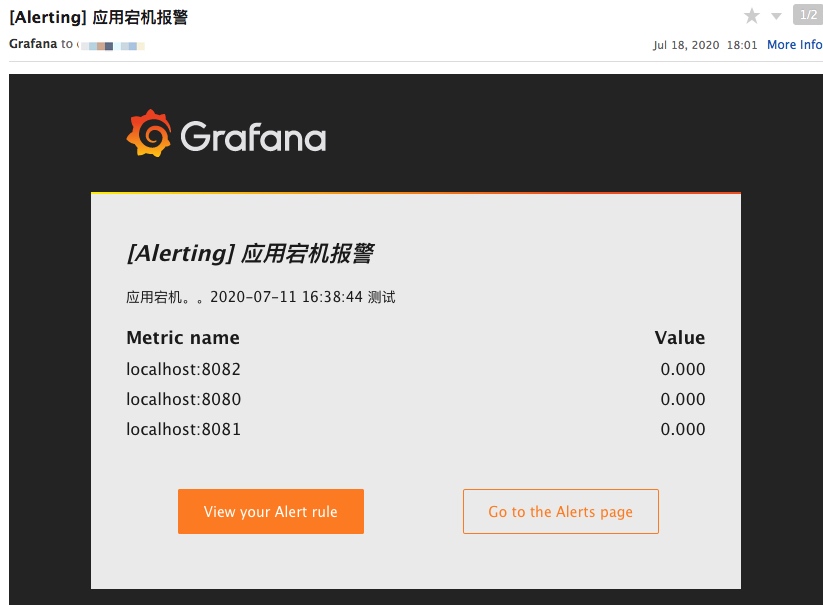 [Alerting] 应用宕机报警
1/2
Grafana to
Jul 18, 2020 18:01 More Info
Grafana
[Alerting] 应用宕机报警
应用宕机。。2020-07-11 16:38:44 测试
Metric name Value
localhost:8082 0.000
localhost:8080 0.000
localhost:8081 0.000
View your Alert rule Go to the Alerts page